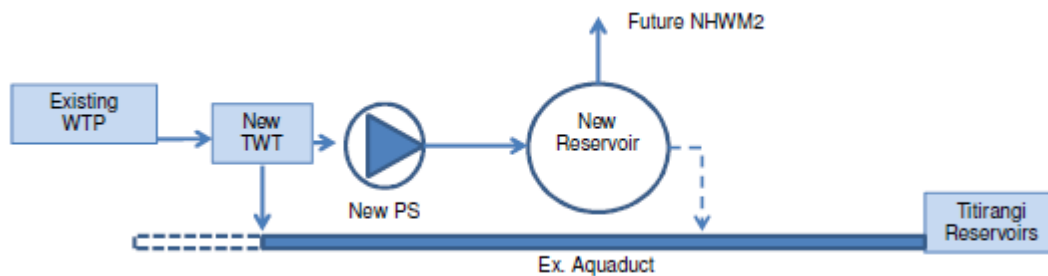 Future NHWM2
Existing
WTP
New
TWT
New
Reservoir
New PS
Titirangi
Reservoirs
Ex. Aquaduct